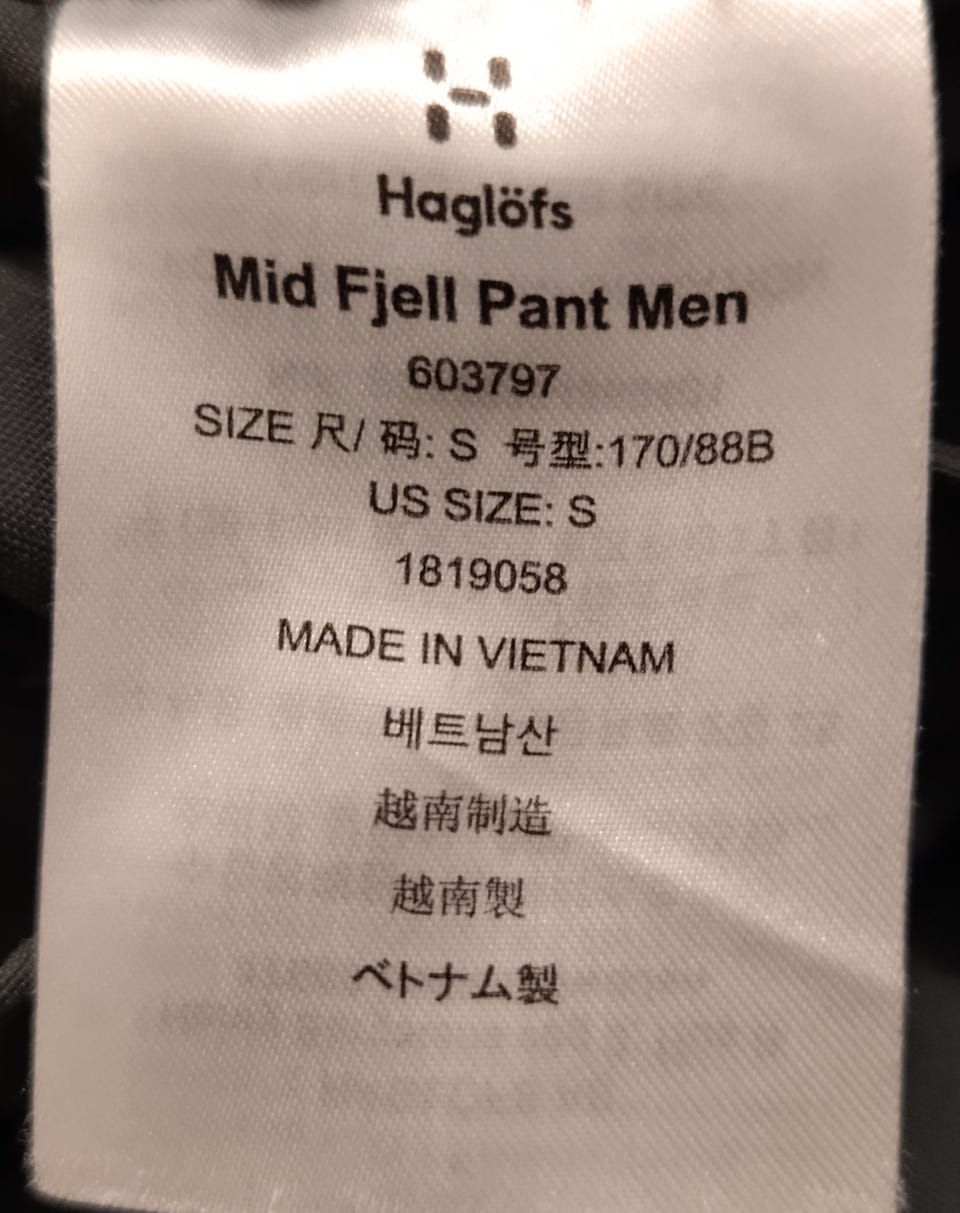 Haglöfs
Mid Fjell Pant Men
603797
SIZE 尺/ 码: S 号型:170/88B
US SIZE: S
1819058
MADE IN VIETNAM
베트남산
越南制造
越南製
ベトナム製